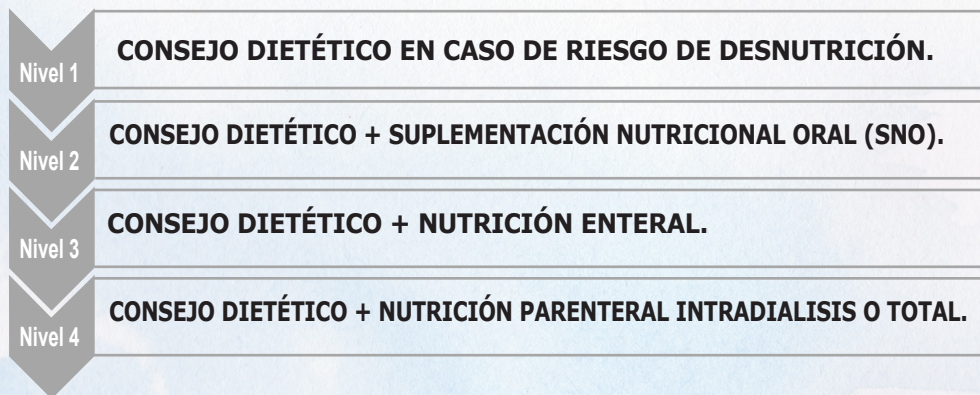 Nivel 1
CONSEJO DIETÉTICO EN CASO DE RIESGO DE DESNUTRICIÓN.
Nivel 2
CONSEJO DIETÉTICO + SUPLEMENTACIÓN NUTRICIONAL ORAL (SNO).
Nivel 3
CONSEJO DIETÉTICO + NUTRICIÓN ENTERAL.
Nivel 4
CONSEJO DIETÉTICO + NUTRICIÓN PARENTERAL INTRADIALISIS O TOTAL.